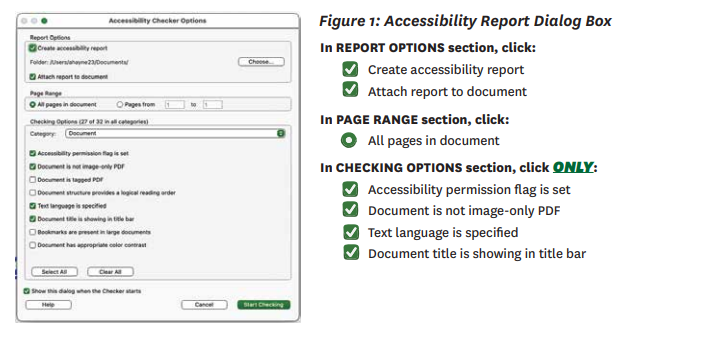 Accessibility Checker Options
Report Options
Create accessibility report
Folder: /Users/shayne23/Documents/
Choose...
Attach report to document
Page Range
All pages in document Pages from 1 to 1
Checking Options (27 of 32 in all categories)
Category: Document
Accessibility permission flag is set
Document is not image-only PDF
Document is tagged PDF
Document structure provides a logical reading order
Text language is specified
Document title is showing in title bar
Bookmarks are present in large documents
Document has appropriate color contrast
Select All Clear All
Show this dialog when the Checker starts
Help Cancel Start Checking
Figure 1: Accessibility Report Dialog Box
In REPORT OPTIONS section, click:
Create accessibility report
Attach report to document
In PAGE RANGE section, click:
All pages in document
In CHECKING OPTIONS section, click ONLY:
Accessibility permission flag is set
Document is not image-only PDF
Text language is specified
Document title is showing in title bar